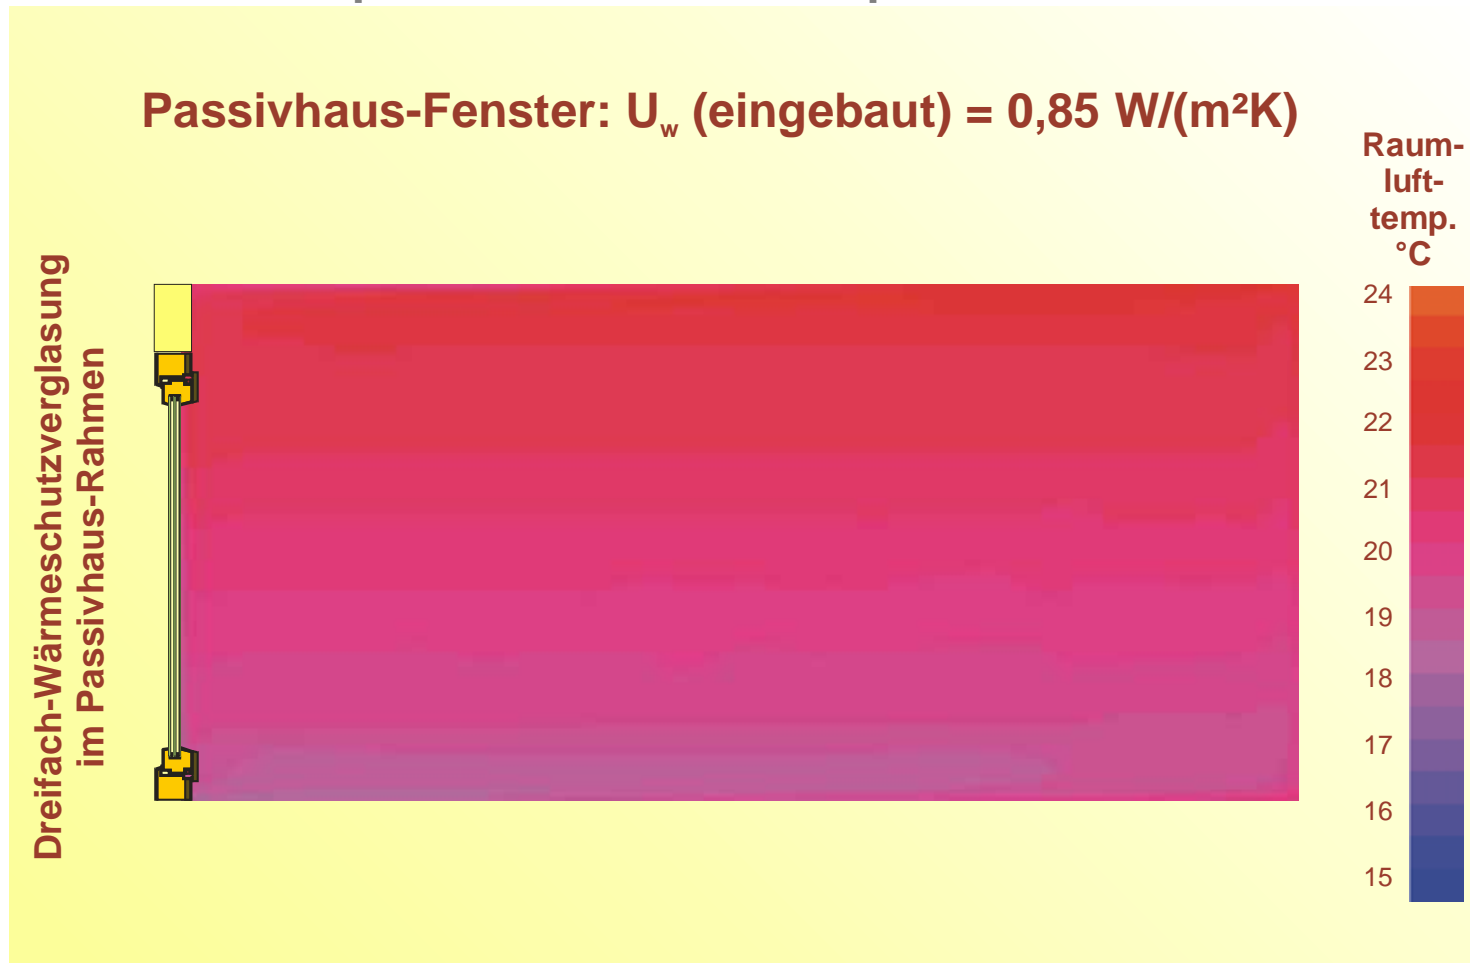 Passivhaus-Fenster: Uw (eingebaut) = 0,85 W/(m²K)
Raum-
luft-
temp.
°C
Dreifach-Wärmeschutzverglasung
im Passivhaus-Rahmen
24
23
22
21
20
19
18
17
16
15